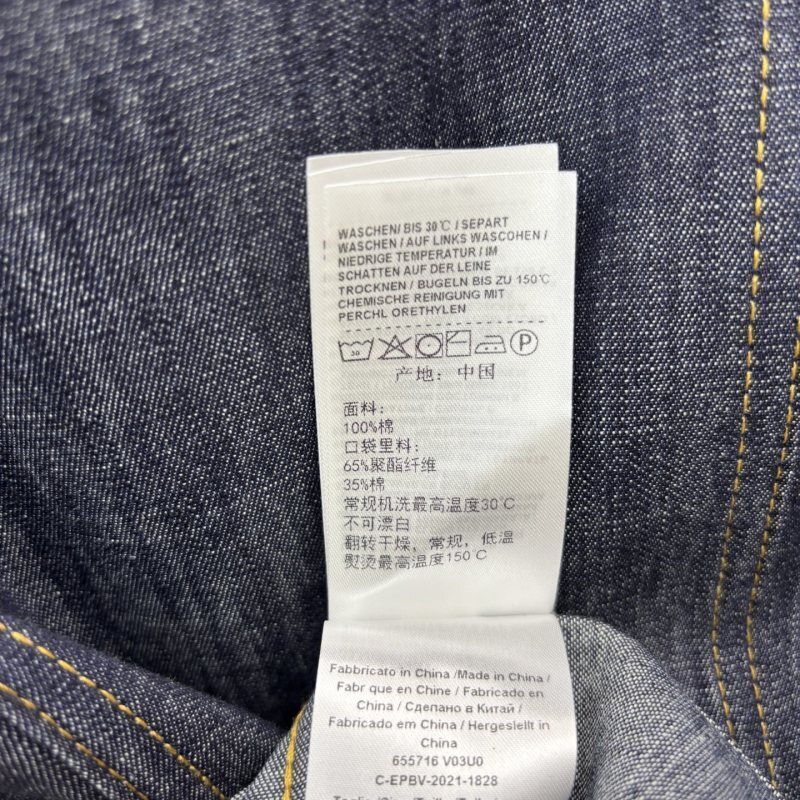 WASCHEN/ BIS 30℃ / SEPART
WASCHEN / AUF LINKS WASCOHEN /
NIEDRIGE TEMPERATUR / IM
SCHATTEN AUF DER LEINE
TROCKNEN / BUGELN BIS ZU 150℃
CHEMISCHE REINIGUNG MIT
PERCHL ORETHYLEN
30 P
产地：中国
面料：
100%棉
口袋里料：
65%聚酯纤维
35%棉
常规机洗最高温度30℃
不可漂白
翻转干燥，常规，低温
熨烫最高温度150℃
Fabbricato in China /Made in China /
Fabr que en Chine / Fabricado en
China / Сделано в Китай /
Fabricado em China / Hergestellt in
China
655716 V03U0
C-EPBV-2021-1828